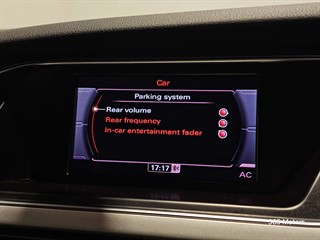 Car
Parking system
Rear volume
Rear frequency
In-car entertainment fader
17:17
AC